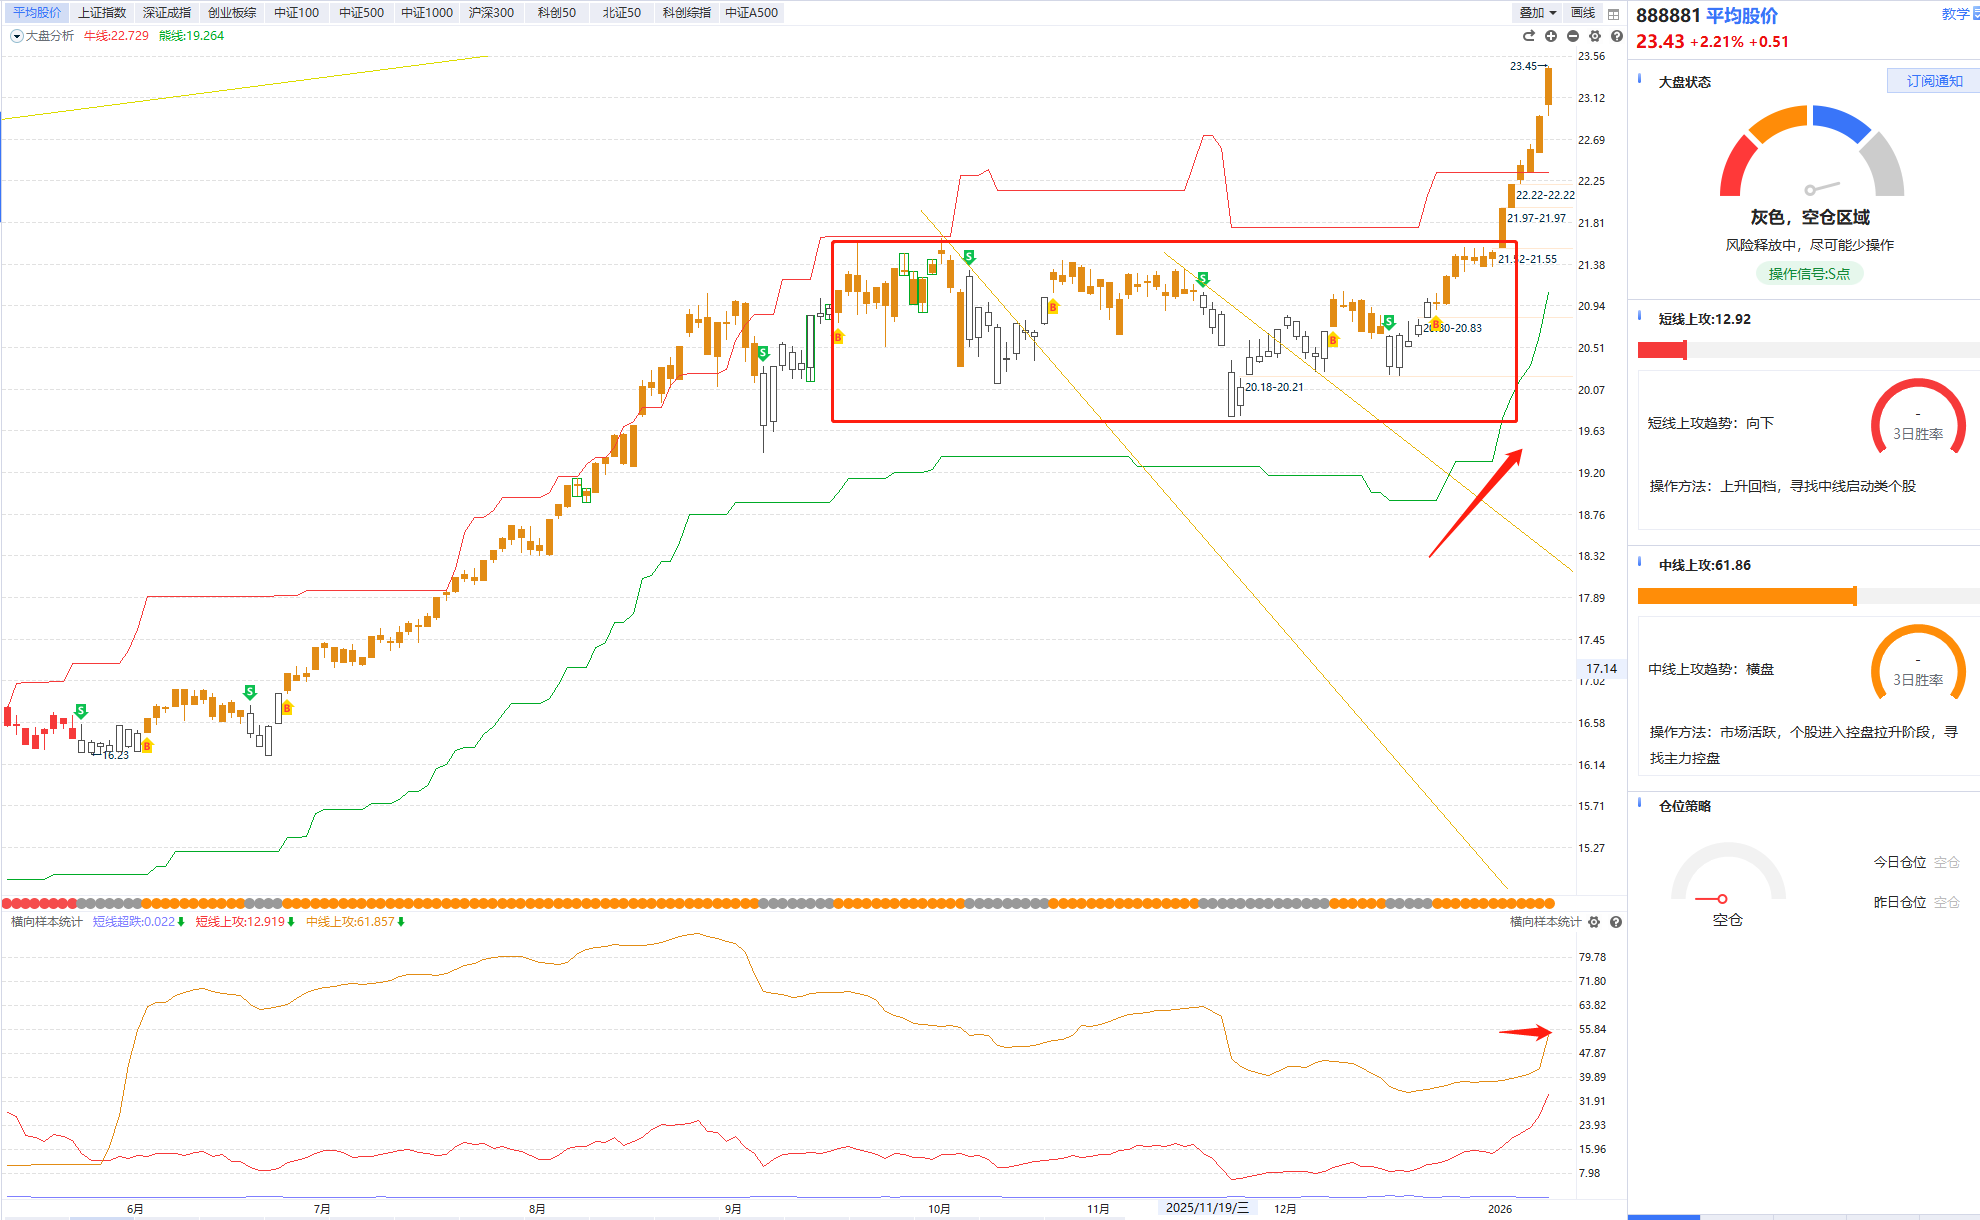 平均股价 上证指数 深证成指 创业板综 中证100 中证500 中证1000 沪深300 科创50 北证50 科创综指 中证A500 叠加 画线
大盘分析 牛线:22.729 熊线:19.264
888881 平均股价 教学
23.43 +2.21% +0.51
大盘状态 订阅通知
灰色，空仓区域
风险释放中，尽可能少操作
操作信号:S点
短线上攻:12.92
短线上攻趋势：向下
-
3日胜率
操作方法：上升回档，寻找中线启动类个股
中线上攻:61.86
中线上攻趋势：横盘
-
3日胜率
操作方法：市场活跃，个股进入控盘拉升阶段，寻
找主力控盘
仓位策略
今日仓位 空仓
昨日仓位 空仓
空仓
23.56
23.12
22.69
22.25
21.81
21.38
20.94
20.51
20.07
19.63
19.20
18.76
18.32
17.89
17.45
17.14
17.02
16.58
16.14
15.71
15.27
23.45
22.22-22.22
21.97-21.97
21.52-21.55
20.80-20.83
20.18-20.21
16.23
S
B
S
B
S
B
S
B
S
B
S
B
横向样本统计 短线超跌:0.022 短线上攻:12.919 中线上攻:61.857 横向样本统计
79.78
71.80
63.82
55.84
47.87
39.89
31.91
23.93
15.96
7.98
6月 7月 8月 9月 10月 11月 2025/11/19/三 12月 2026